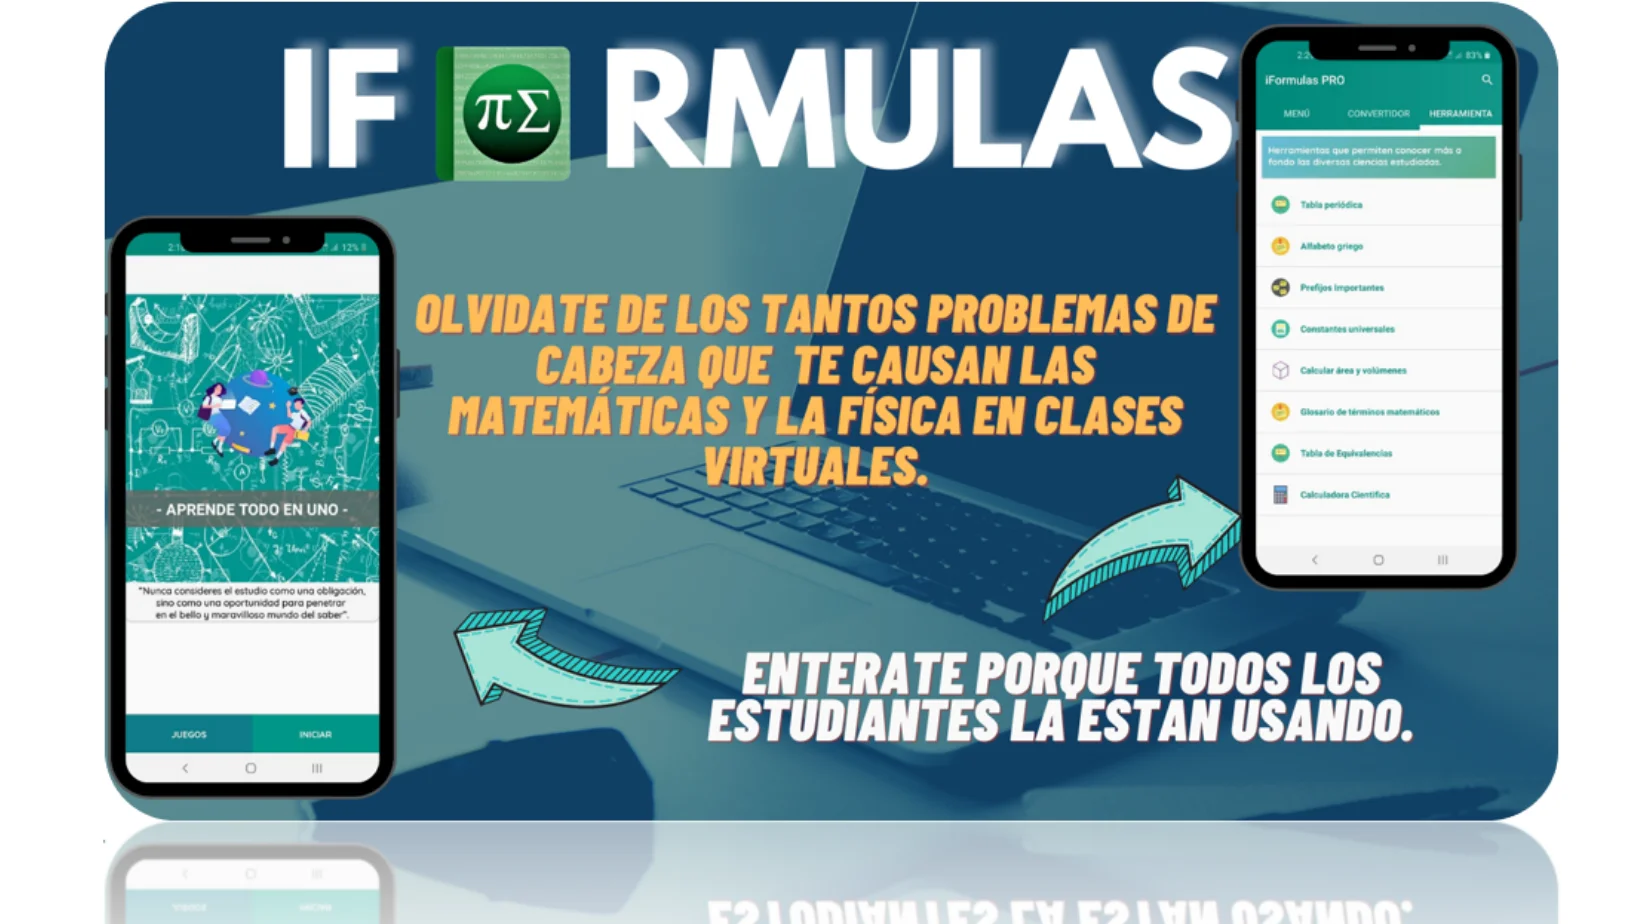 IF RMULAS
πΣ
OLVIDATE DE LOS TANTOS PROBLEMAS DE
CABEZA QUE TE CAUSAN LAS
MATEMÁTICAS Y LA FÍSICA EN CLASES
VIRTUALES.
ENTERATE PORQUE TODOS LOS
ESTUDIANTES LA ESTAN USANDO.
12%
- APRENDE TODO EN UNO -
"Nunca consideres el estudio como una obligación,
sino como una oportunidad para penetrar
en el bello y maravilloso mundo del saber".
JUEGOS INICIAR
83%
iFormulas PRO
MENÚ CONVERTIDOR HERRAMIENTA
Herramientas que permiten conocer más a
fondo las diversas ciencias estudiadas.
Tabla periódica
Alfabeto griego
Prefijos Importantes
Constantes universales
Calcular área y volúmenes
Glosario de términos matemáticos
Tabla de Equivalencias
Calculadora Científica